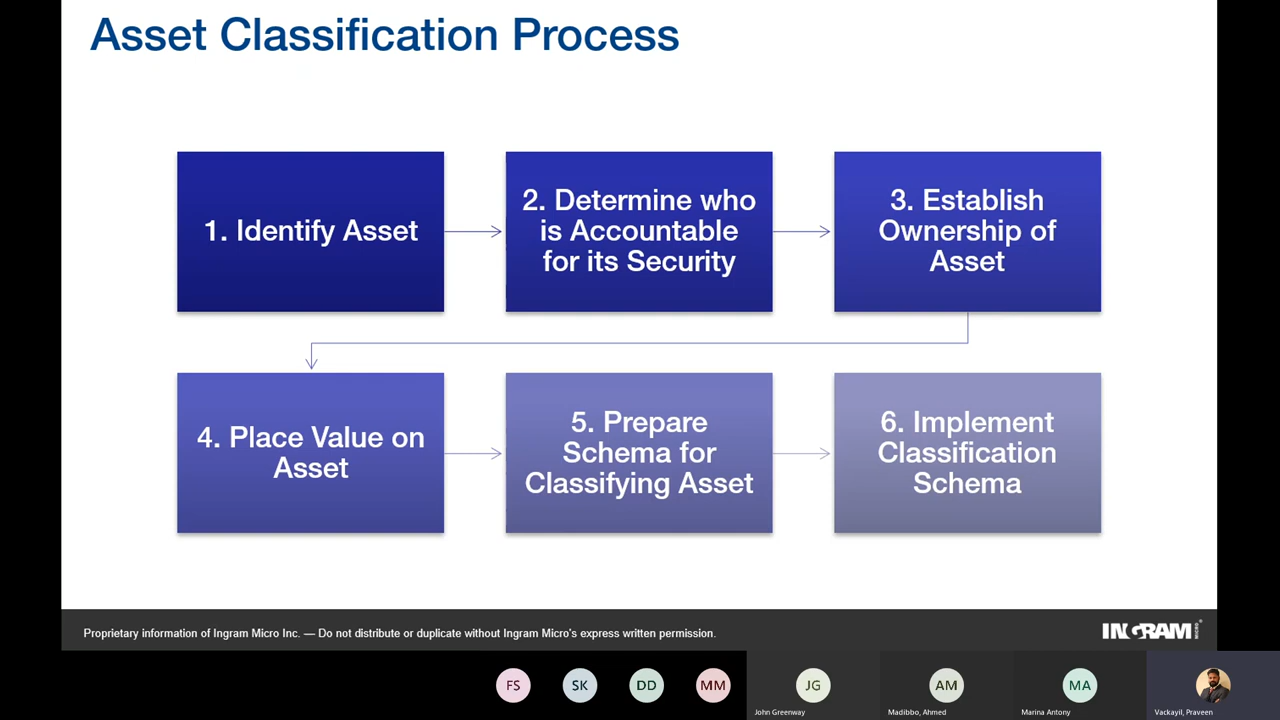 Asset Classification Process
1. Identify Asset
2. Determine who
is Accountable
for its Security
3. Establish
Ownership of
Asset
4. Place Value on
Asset
5. Prepare
Schema for
Classifying Asset
6. Implement
Classification
Schema
Proprietary information of Ingram Micro Inc. — Do not distribute or duplicate without Ingram Micro's express written permission.
INGRAM MICRO®
FS
SK
DD
MM
JG
AM
MA
John Greenway
Madibbo, Ahmed
Marina Antony
Vackayil, Praveen